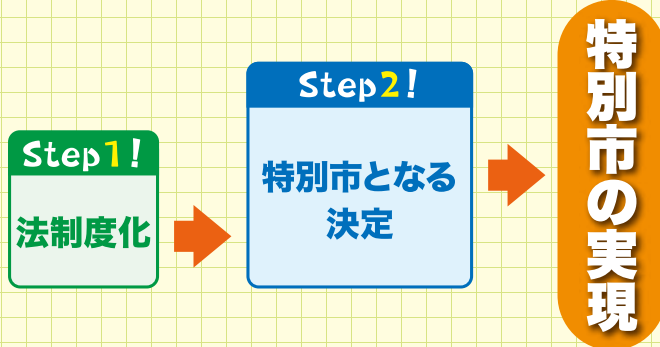 Step1!
法制度化
Step2!
特別市となる
決定
特別市の実現